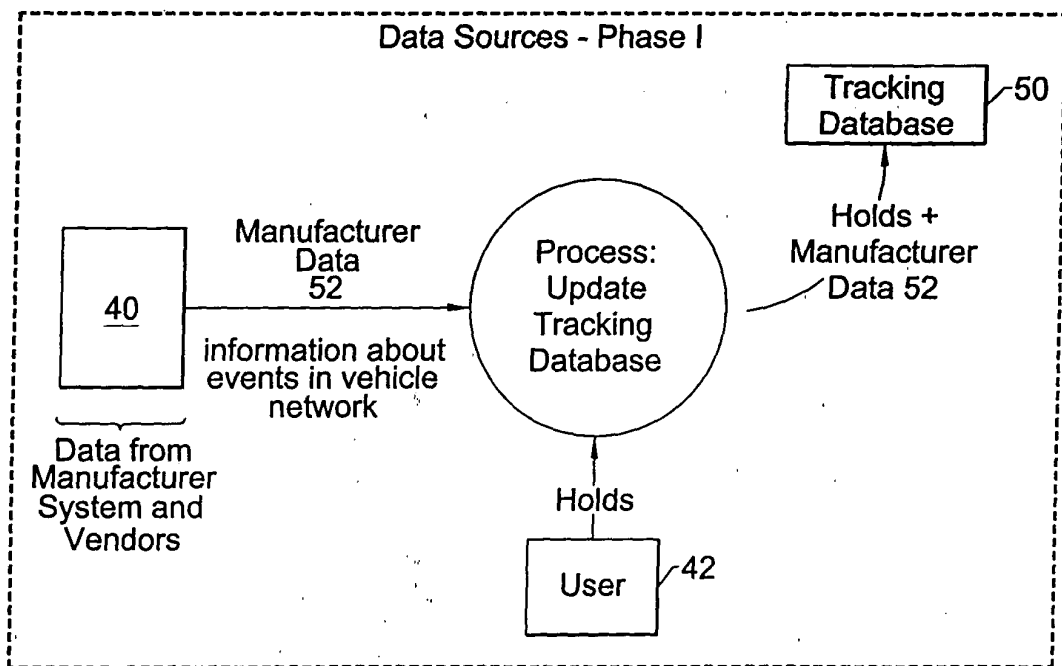 Data Sources - Phase I
Tracking
Database
50
Holds +
Manufacturer
Data 52
Manufacturer
Data
52
40
information about
events in vehicle
network
Process:
Update
Tracking
Database
Data from
Manufacturer
System and
Vendors
Holds
User
42